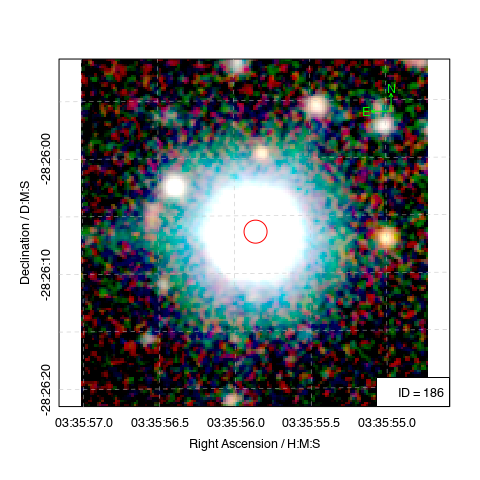 N
E
Declination / D:M:S
-28:26:00
-28:26:10
-28:26:20
ID = 186
03:35:57.0 03:35:56.5 03:35:56.0 03:35:55.5 03:35:55.0
Right Ascension / H:M:S